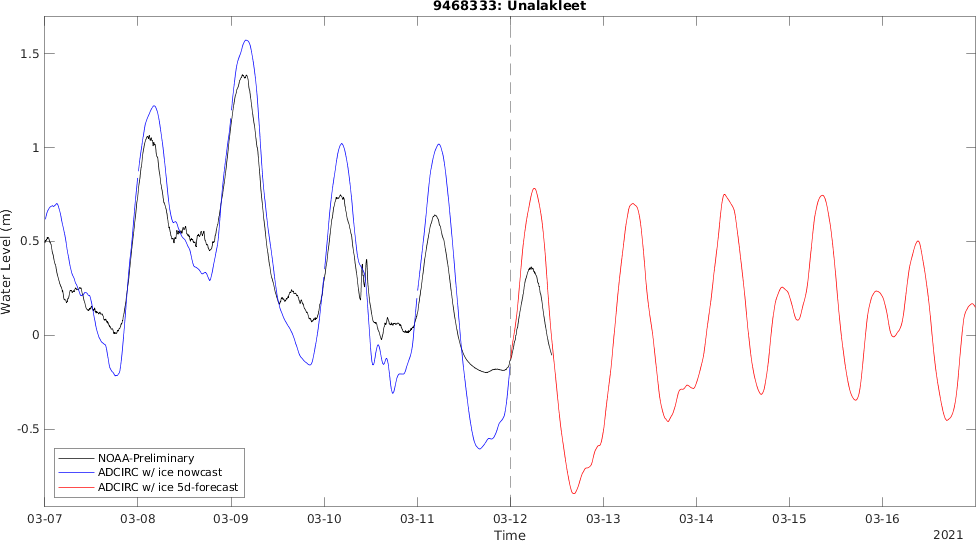 9468333: Unalakleet
Water Level (m)
1.5
1
0.5
0
-0.5
NOAA-Preliminary
ADCIRC w/ ice nowcast
ADCIRC w/ ice 5d-forecast
03-07 03-08 03-09 03-10 03-11 03-12 03-13 03-14 03-15 03-16
Time
2021